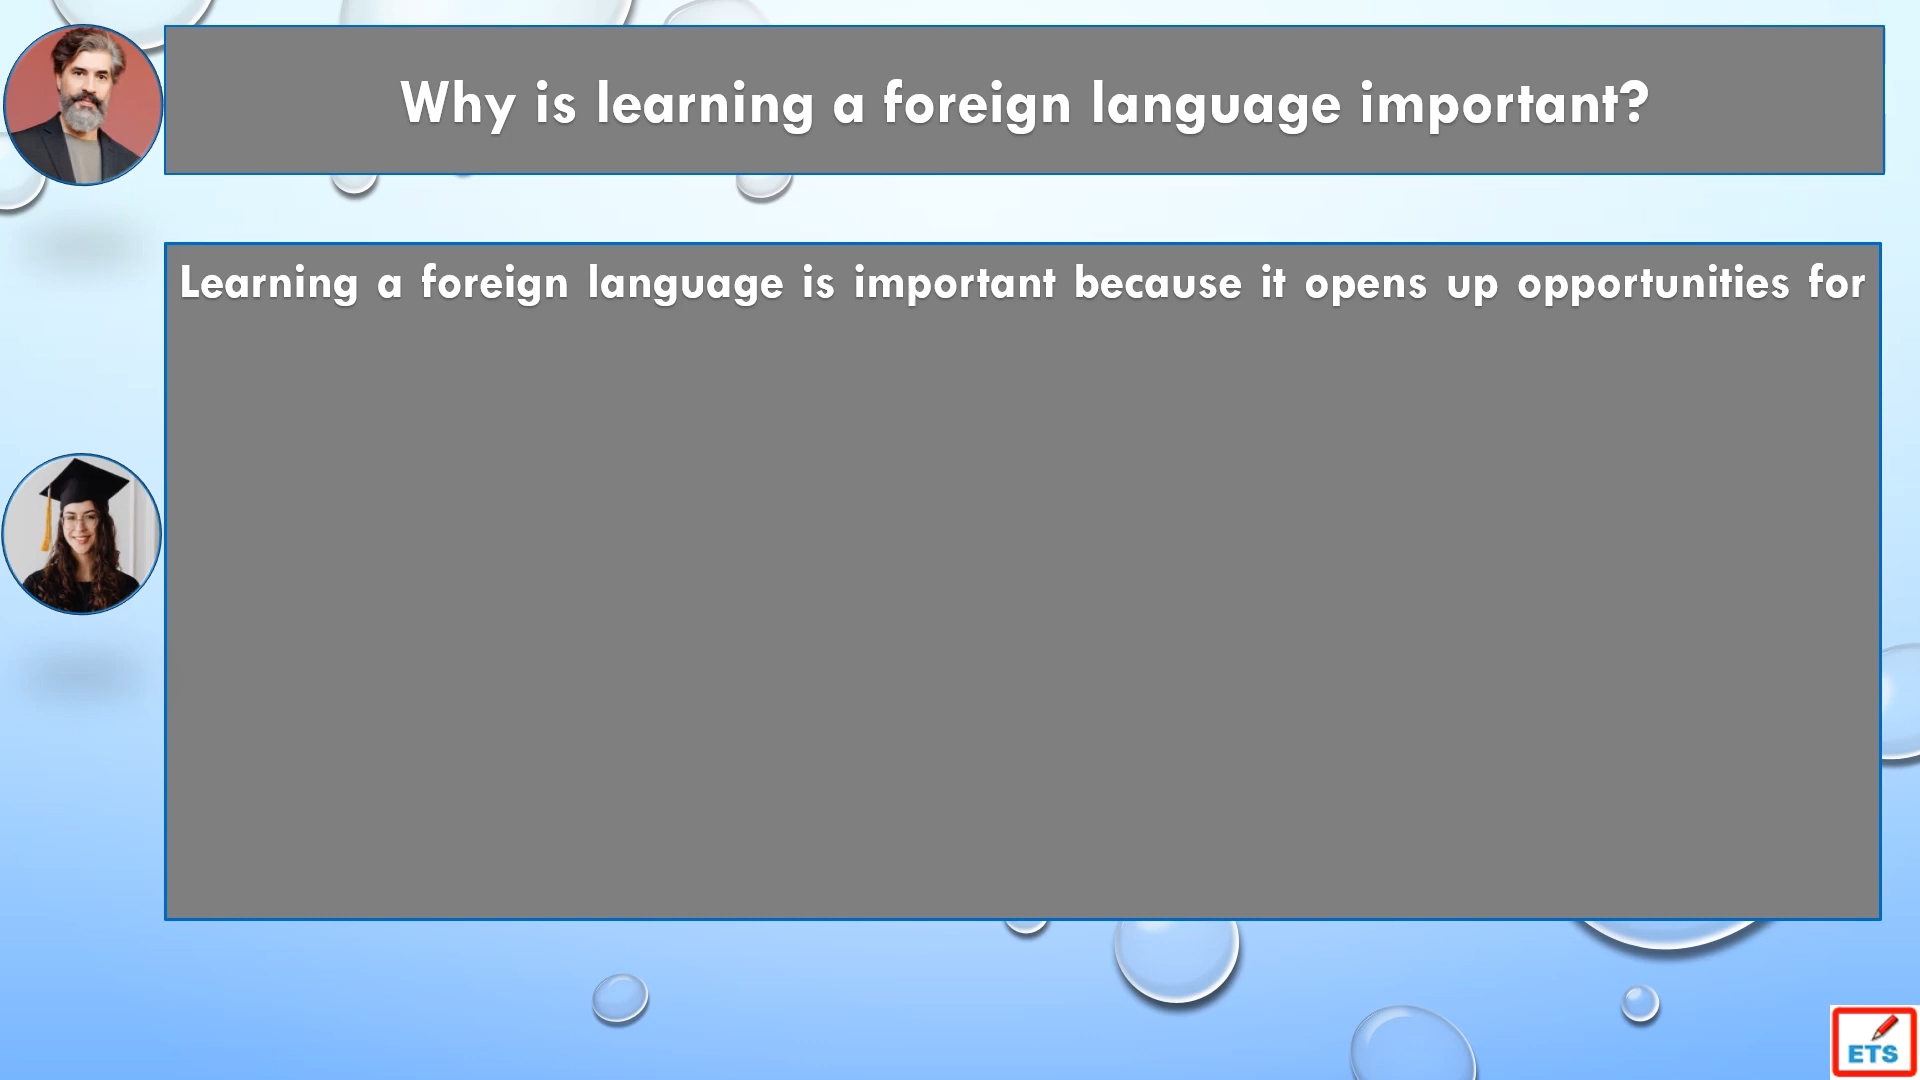 Why is learning a foreign language important?
Learning a foreign language is important because it opens up opportunities for
ETS